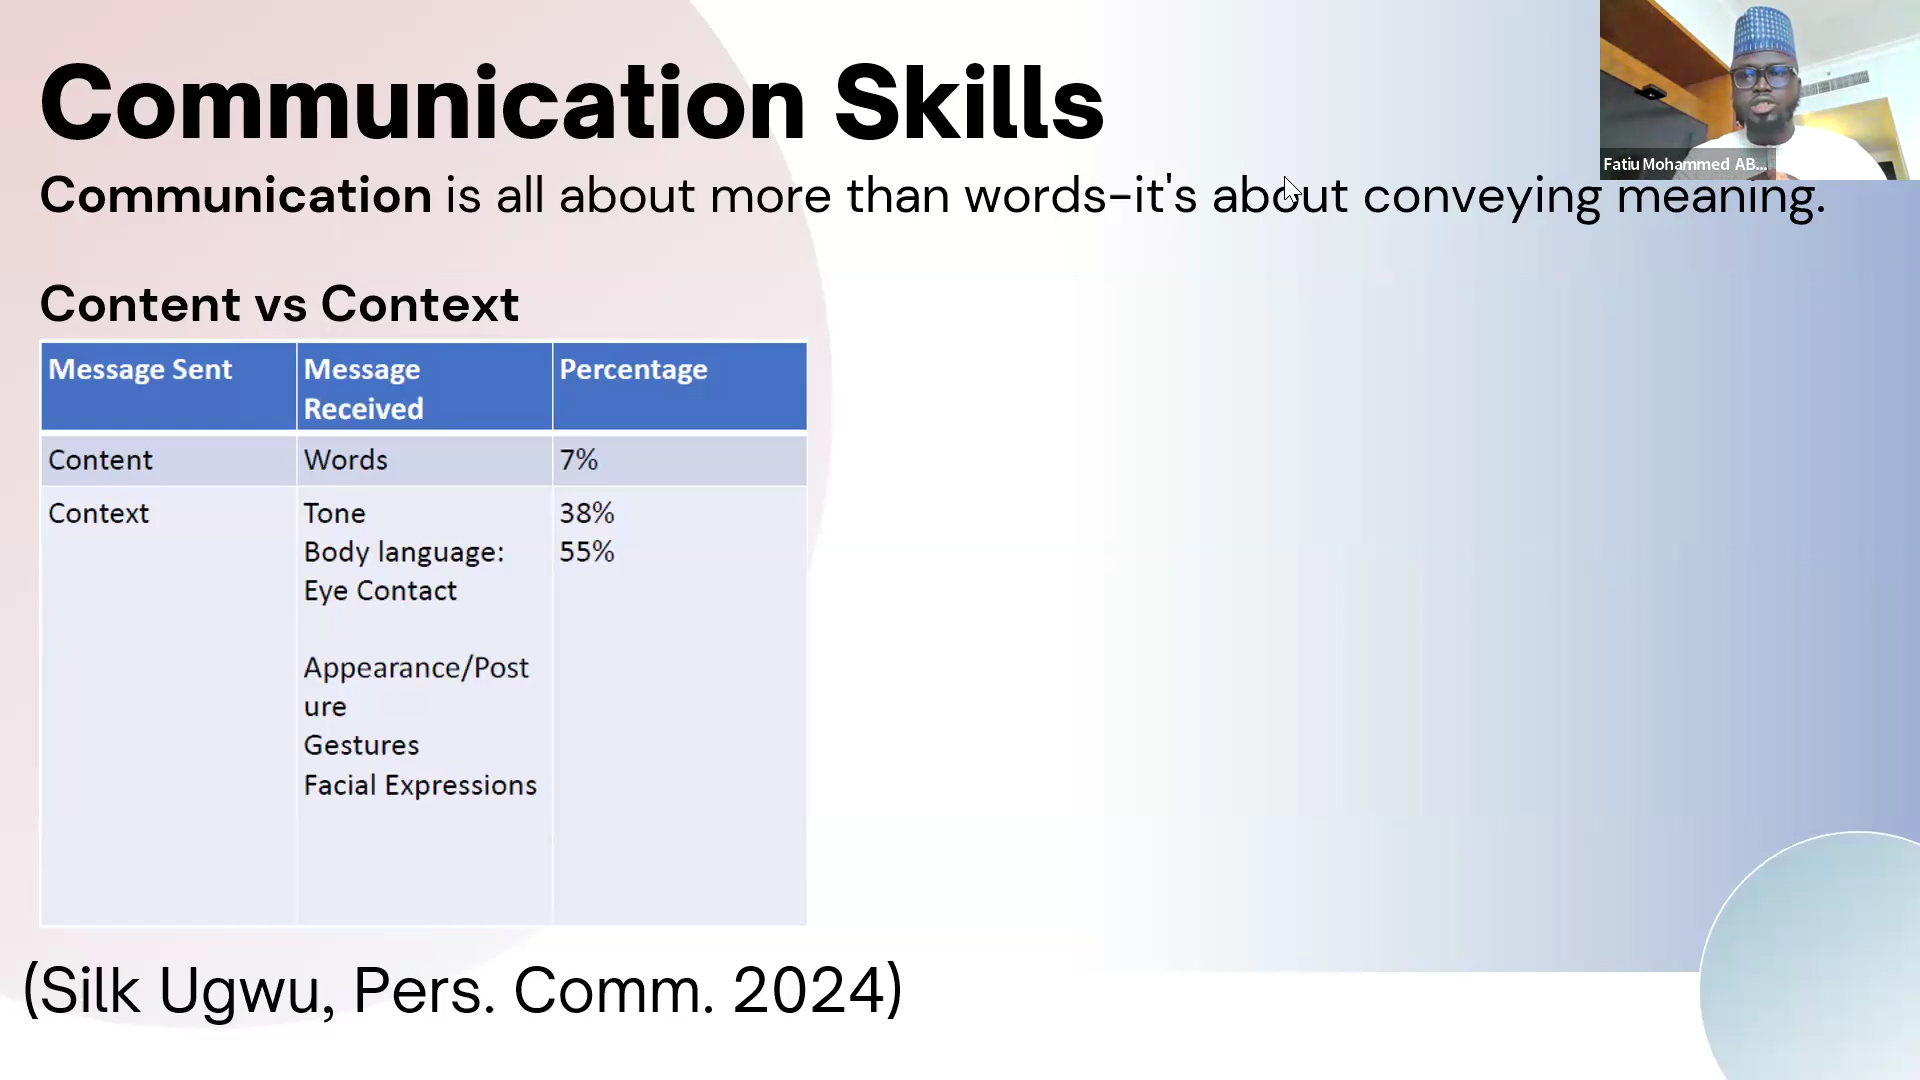 Communication Skills
Communication is all about more than words-it's about conveying meaning.
Fatiu Mohammed AB...
Content vs Context
Message Sent
Message
Received
Percentage
Content
Words
7%
Context
Tone
38%
Body language:
55%
Eye Contact
Appearance/Post
ure
Gestures
Facial Expressions
(Silk Ugwu, Pers. Comm. 2024)